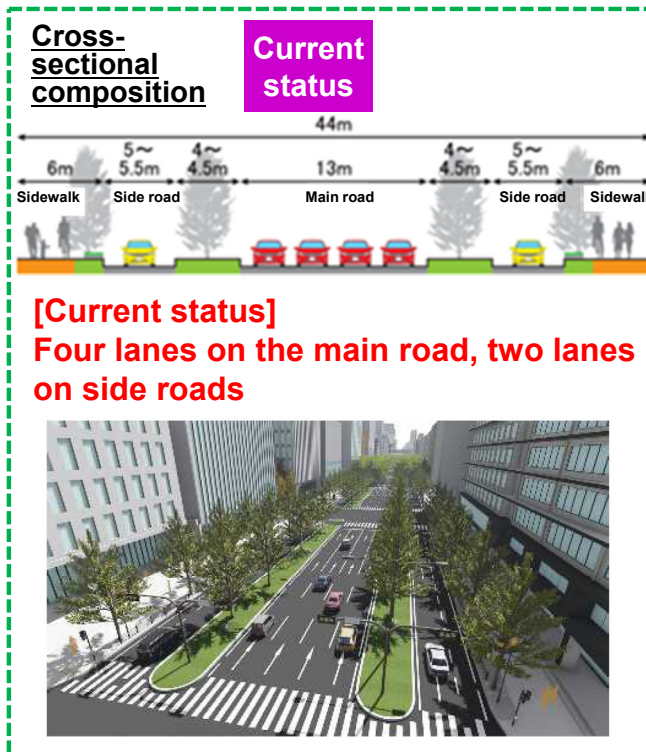 Cross-
sectional
composition
Current
status
44m
5～
4～
4～
5～
6m
5.5m
4.5m
13m
4.5m
5.5m
6m
Sidewalk
Side road
Main road
Side road
Sidewal
[Current status]
Four lanes on the main road, two lanes
on side roads